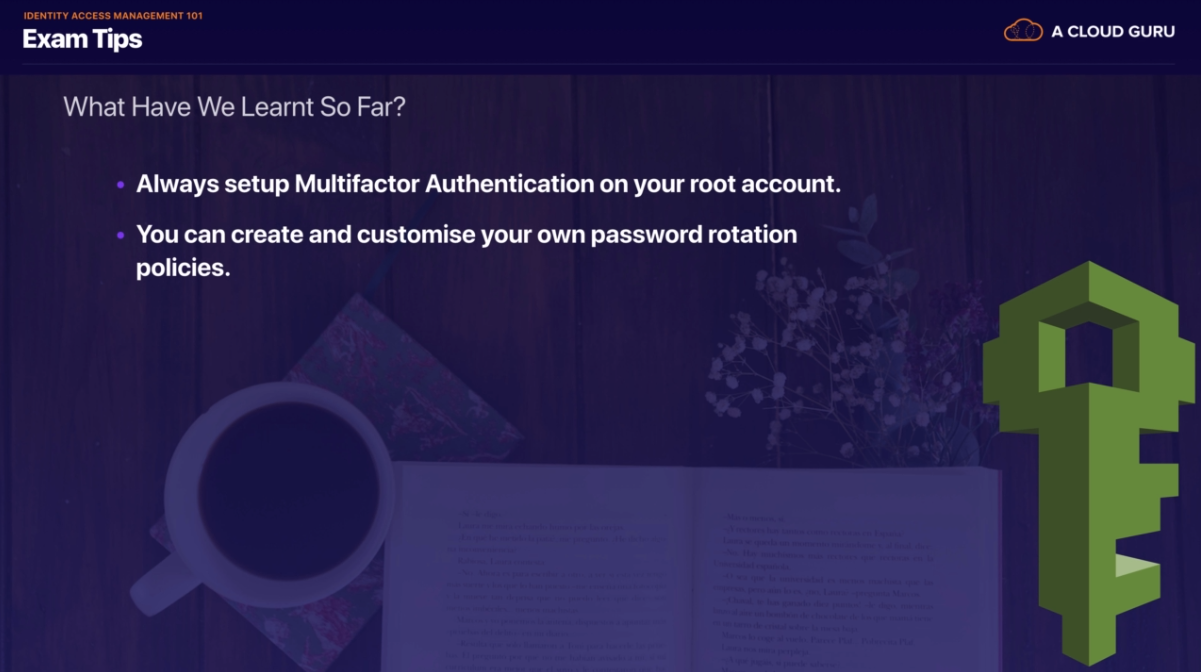 IDENTITY ACCESS MANAGEMENT 101
Exam Tips
A CLOUD GURU
What Have We Learnt So Far?
• Always setup Multifactor Authentication on your root account.
• You can create and customise your own password rotation
policies.